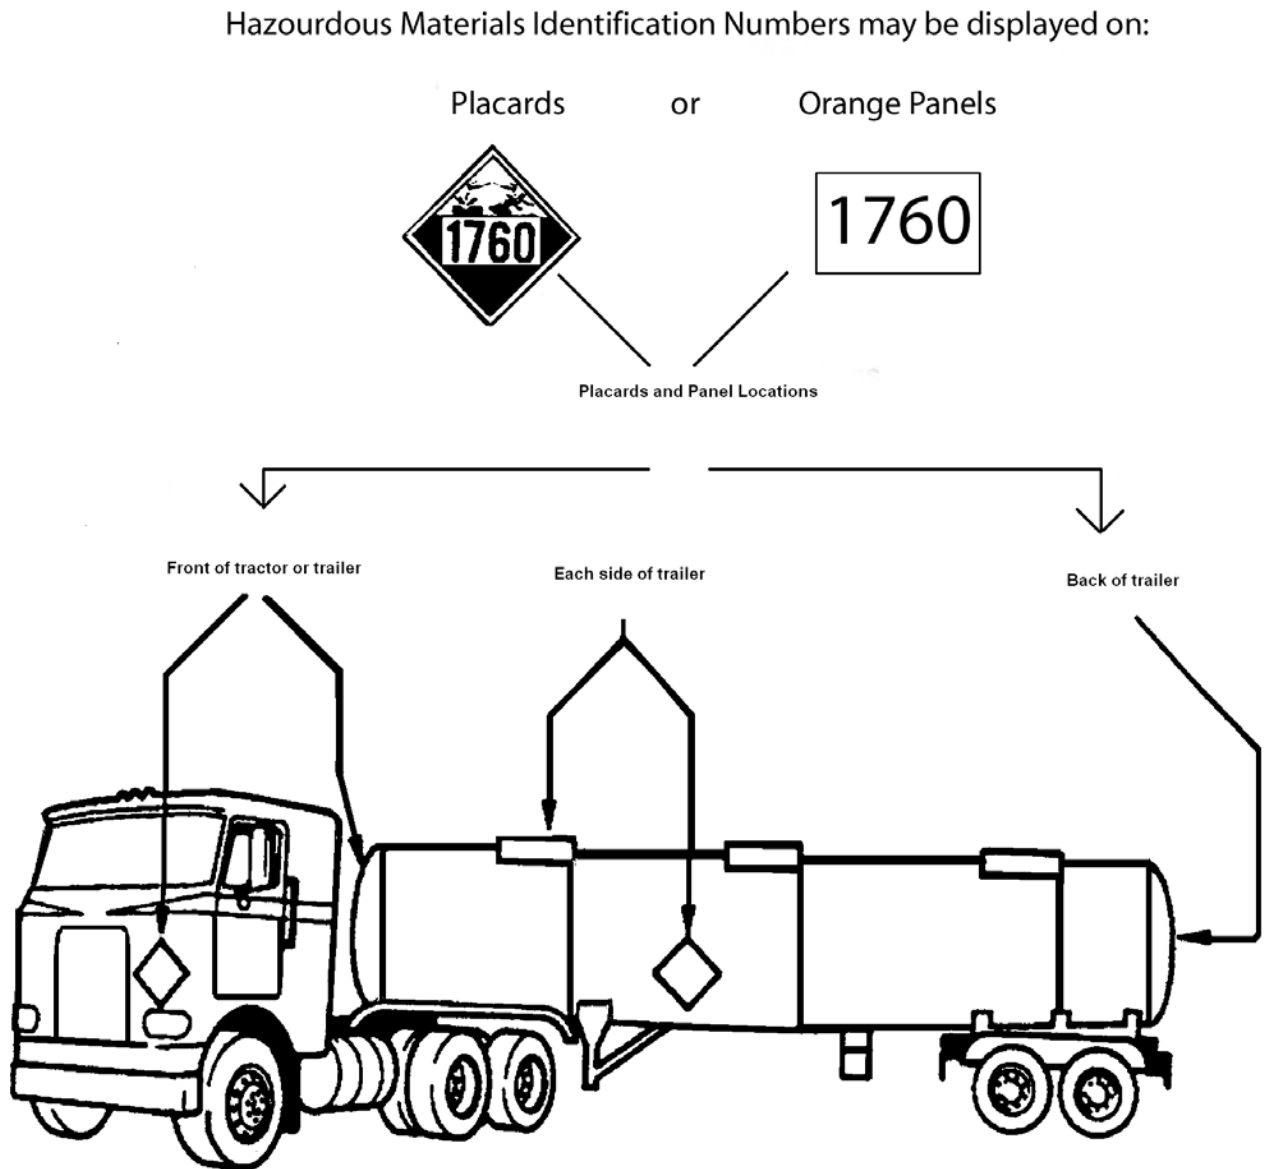 Hazourdous Materials Identification Numbers may be displayed on:
Placards or Orange Panels
1760 1760
Placards and Panel Locations
Front of tractor or trailer
Each side of trailer
Back of trailer